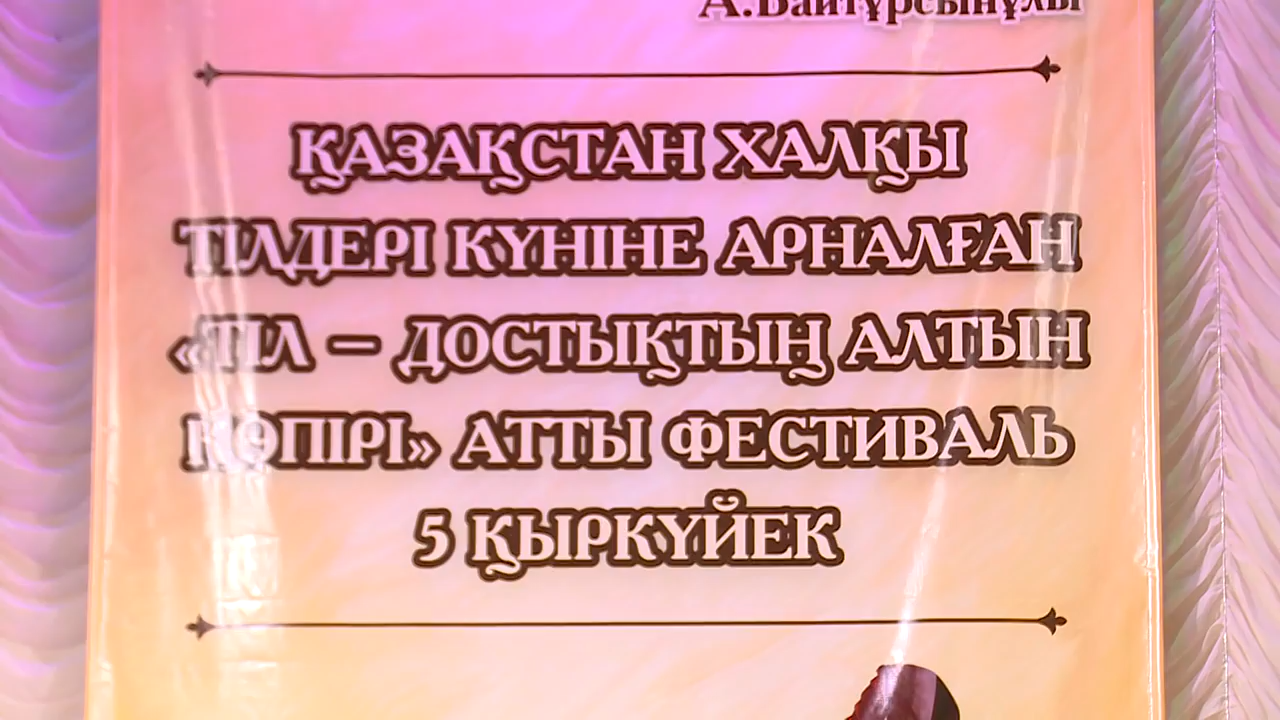 А.Байтұрсынұлы
ҚАЗАҚСТАН ХАЛҚЫ
ТІЛДЕРІ КҮНІНЕ АРНАЛҒАН
«ТІЛ – ДОСТЫҚТЫҢ АЛТЫН
КӨПІРІ» АТТЫ ФЕСТИВАЛЬ
5 ҚЫРКҮЙЕК